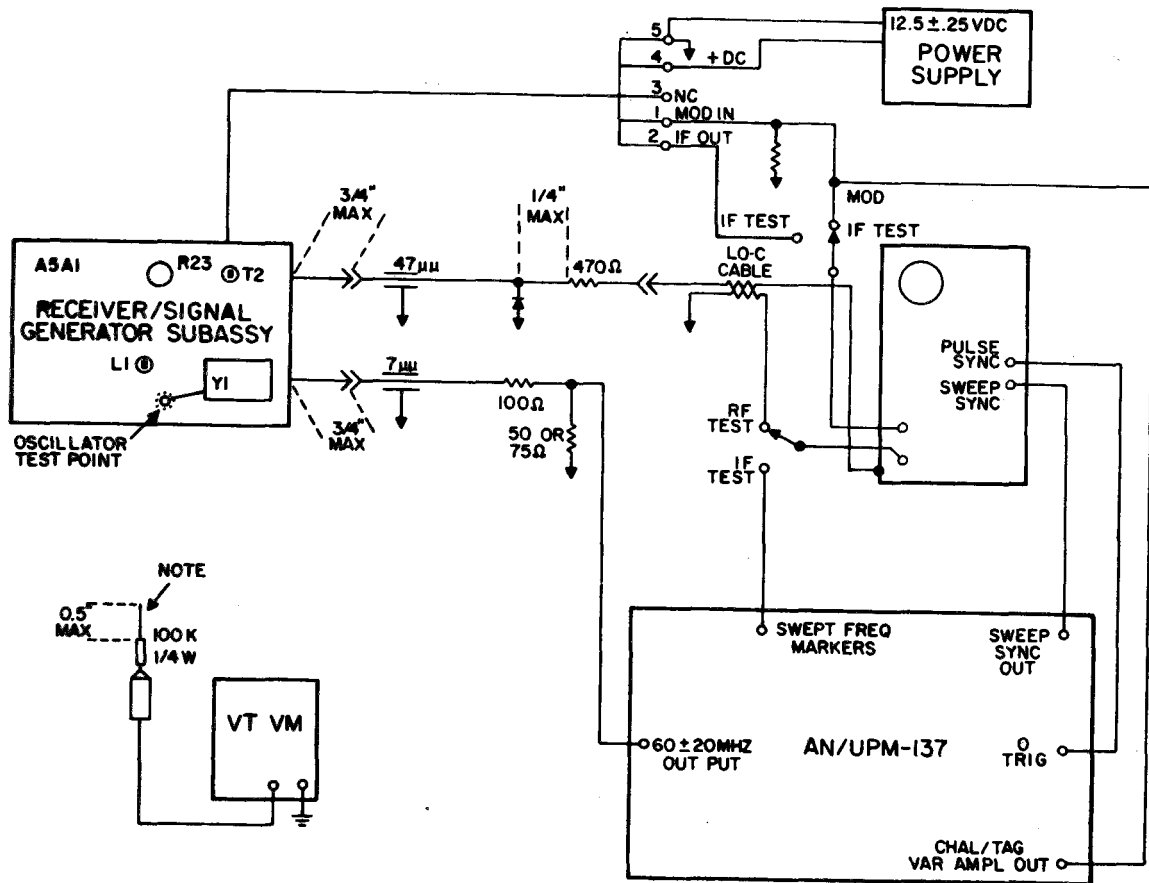 5
4
+DC
3
NC
1
MOD IN
2
IF OUT
12.5±.25 VDC
POWER
SUPPLY
MOD
IF TEST
IF TEST
3/4"
MAX
1/4"
MAX
LO-C
CABLE
A5A1
R23
T2
47μμ
470Ω
RECEIVER/SIGNAL
GENERATOR SUBASSY
L1
Y1
7μμ
100Ω
50 OR
75Ω
3/4"
MAX
OSCILLATOR
TEST POINT
RF
TEST
IF
TEST
PULSE
SYNC
SWEEP
SYNC
NOTE
0.5"
MAX
100K
1/4W
VT VM
SWEPT FREQ
MARKERS
SWEEP
SYNC
OUT
60±20MHZ
OUT PUT
AN/UPM-137
0
TRIG
CHAL/TAG
VAR AMPL OUT